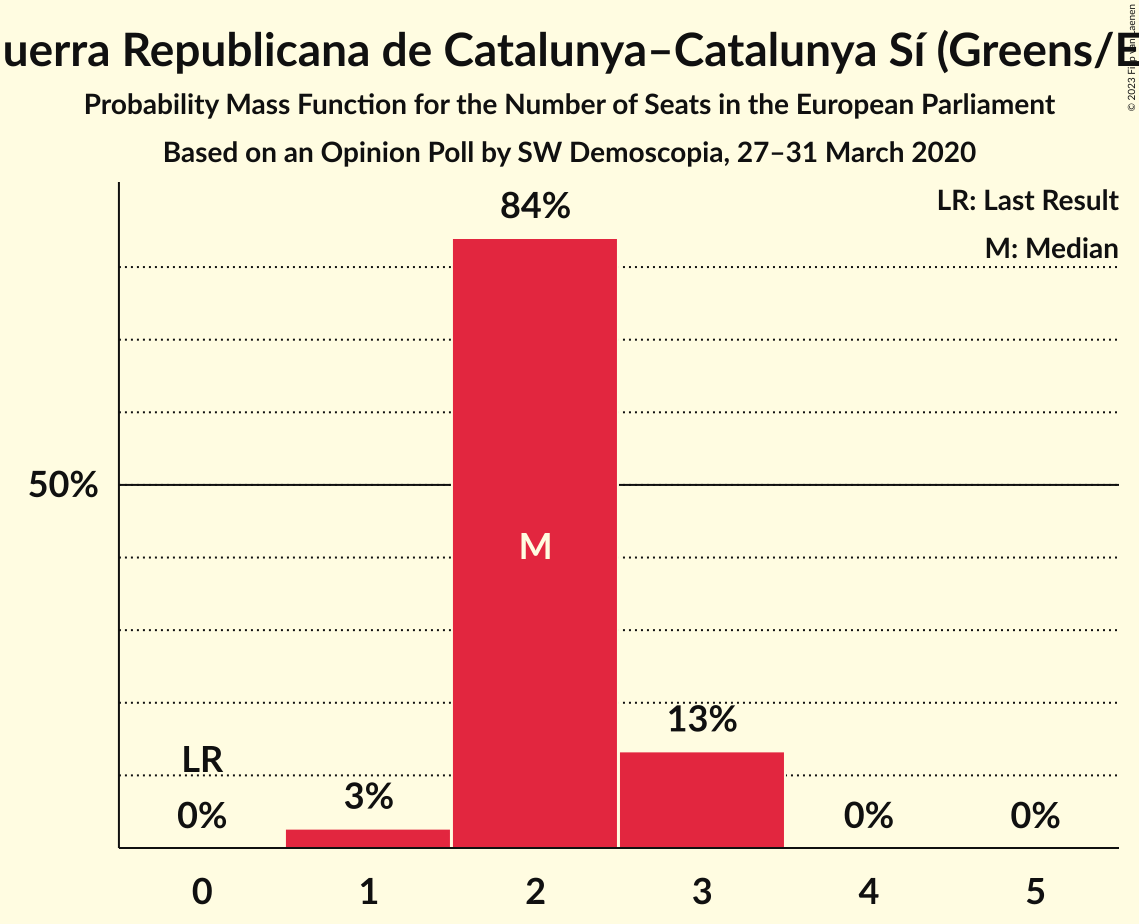 uerra Republicana de Catalunya–Catalunya Sí (Greens/E
Probability Mass Function for the Number of Seats in the European Parliament
Based on an Opinion Poll by SW Demoscopia, 27–31 March 2020
LR: Last Result
M: Median
84%
50%
M
13%
LR
3%
0%
0%
0%
0 1 2 3 4 5
© 2023